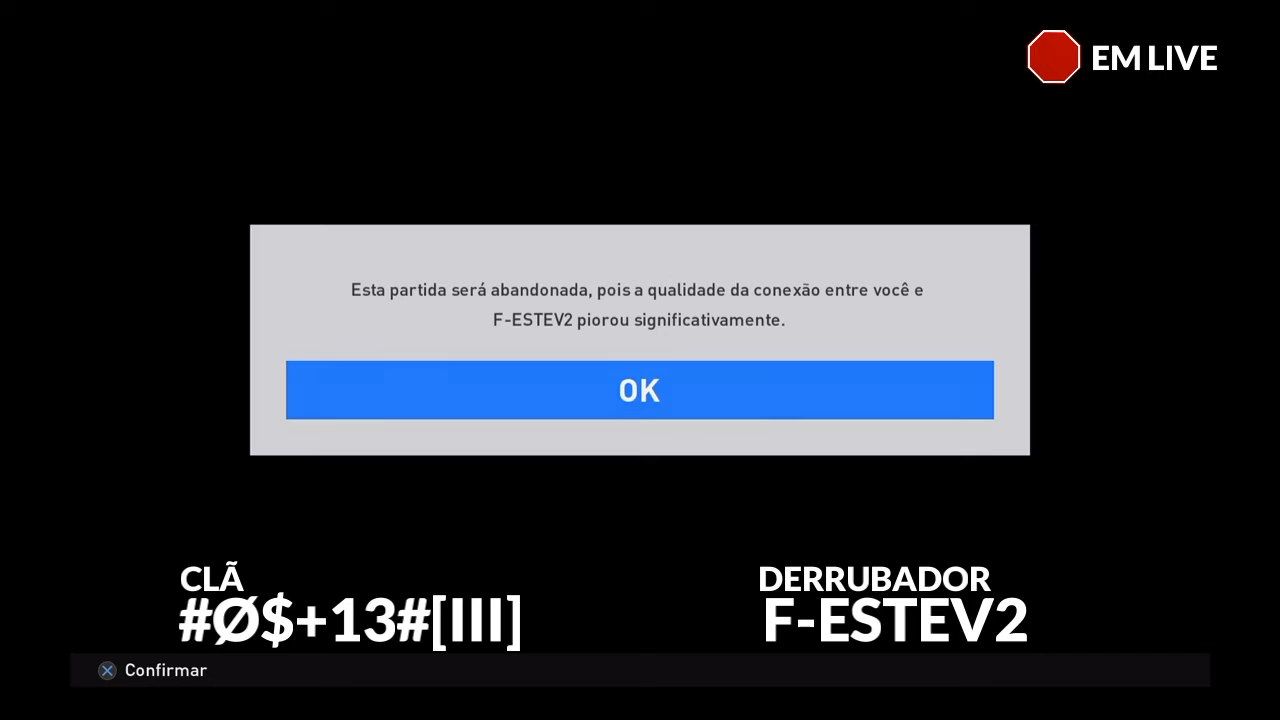 EM LIVE
Esta partida será abandonada, pois a qualidade da conexão entre você e
F-ESTEV2 piorou significativamente.
OK
CLÃ
#Ø$+13#[III]
DERRUBADOR
F-ESTEV2
Confirmar